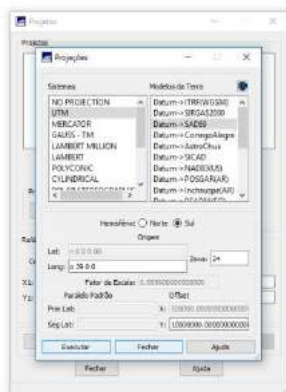 Projetos
Projetos
Projeções
Sistemas
Modelos da Terra
NO PROJECTION
UTM
MERCATOR
GAUSS - TM
LAMBERT MILLION
LAMBERT
POLYCONIC
CYLINDRICAL
Datum->ITRF(WGS84)
Datum->SIRGAS2000
Datum->SAD69
Datum->CorregoAlegre
Datum->AstroChua
Datum->SICAD
Datum->NAD83(US)
Datum->POSGAR(AR)
Datum->Inchauspe(AR)
Hemisfério: Norte Sul
Origem
Lat:
Long: o 39 0 0
Zona: 24
Fator de Escala:
Paralelo Padrão
Offset
Prim Lat:
X:
Seg Lat:
Y:
Executar
Fechar
Ajuda
X1:
Fechar
Ajuda